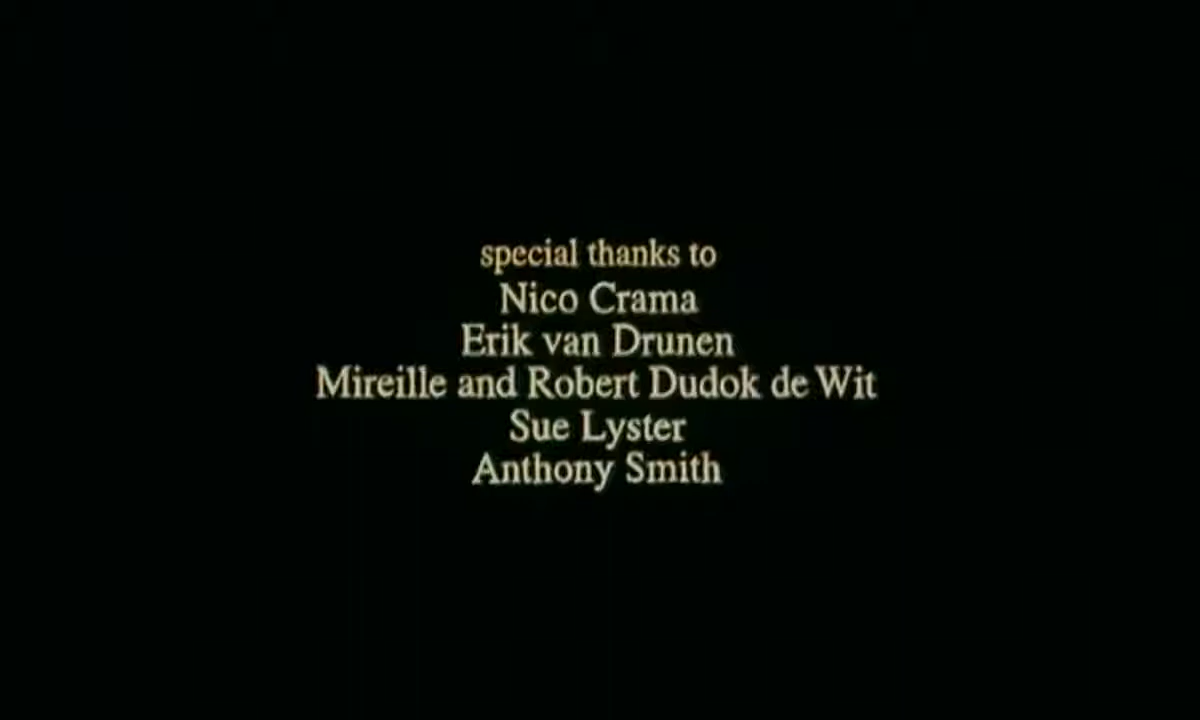 special thanks to
Nico Crama
Erik van Drunen
Mireille and Robert Dudok de Wit
Sue Lyster
Anthony Smith